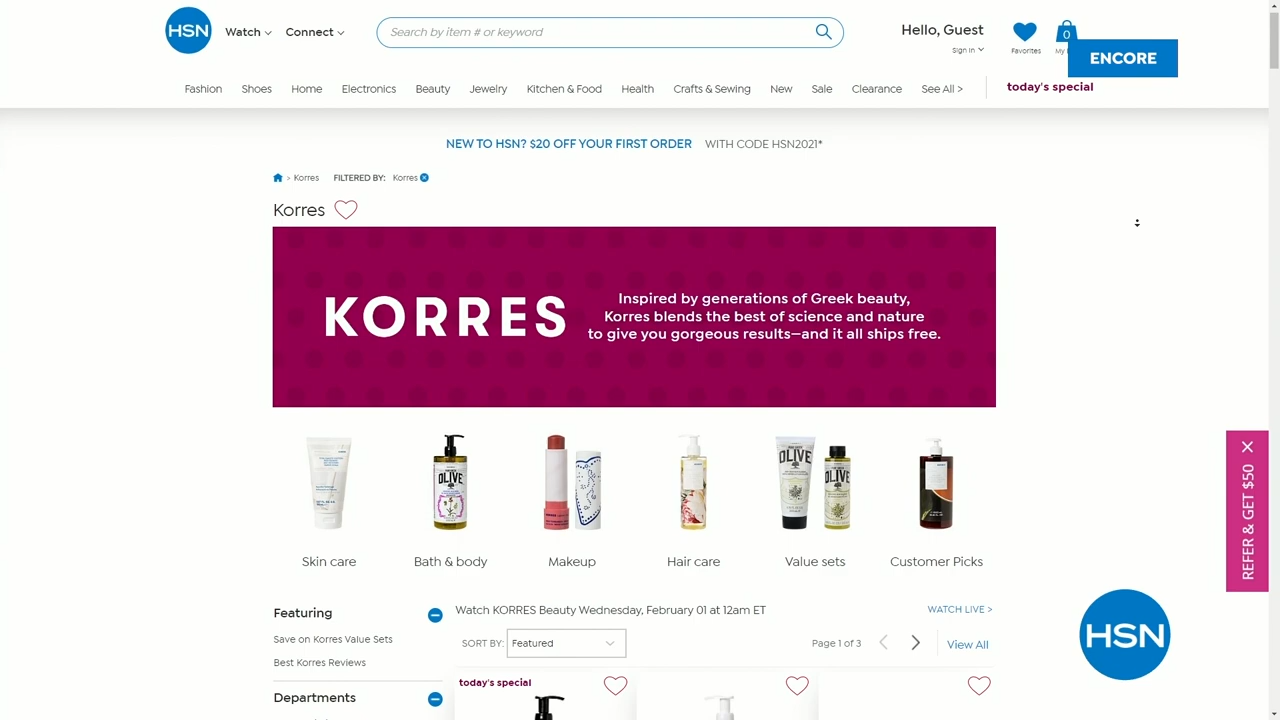 HSN
Watch
Connect
Search by item # or keyword
Hello, Guest
Sign In
Favorites
0
My
ENCORE
Fashion
Shoes
Home
Electronics
Beauty
Jewelry
Kitchen & Food
Health
Crafts & Sewing
New
Sale
Clearance
See All >
today's special
NEW TO HSN? $20 OFF YOUR FIRST ORDER WITH CODE HSN2021*
> Korres FILTERED BY: Korres
Korres
KORRES
Inspired by generations of Greek beauty,
Korres blends the best of science and nature
to give you gorgeous results—and it all ships free.
OLIVE
KORRES
OLIVE
OLIVE
Skin care
Bath & body
Makeup
Hair care
Value sets
Customer Picks
REFER & GET $50
Featuring
Save on Korres Value Sets
Best Korres Reviews
Departments
Watch KORRES Beauty Wednesday, February 01 at 12am ET
WATCH LIVE >
SORT BY: Featured
Page 1 of 3
View All
today's special
HSN